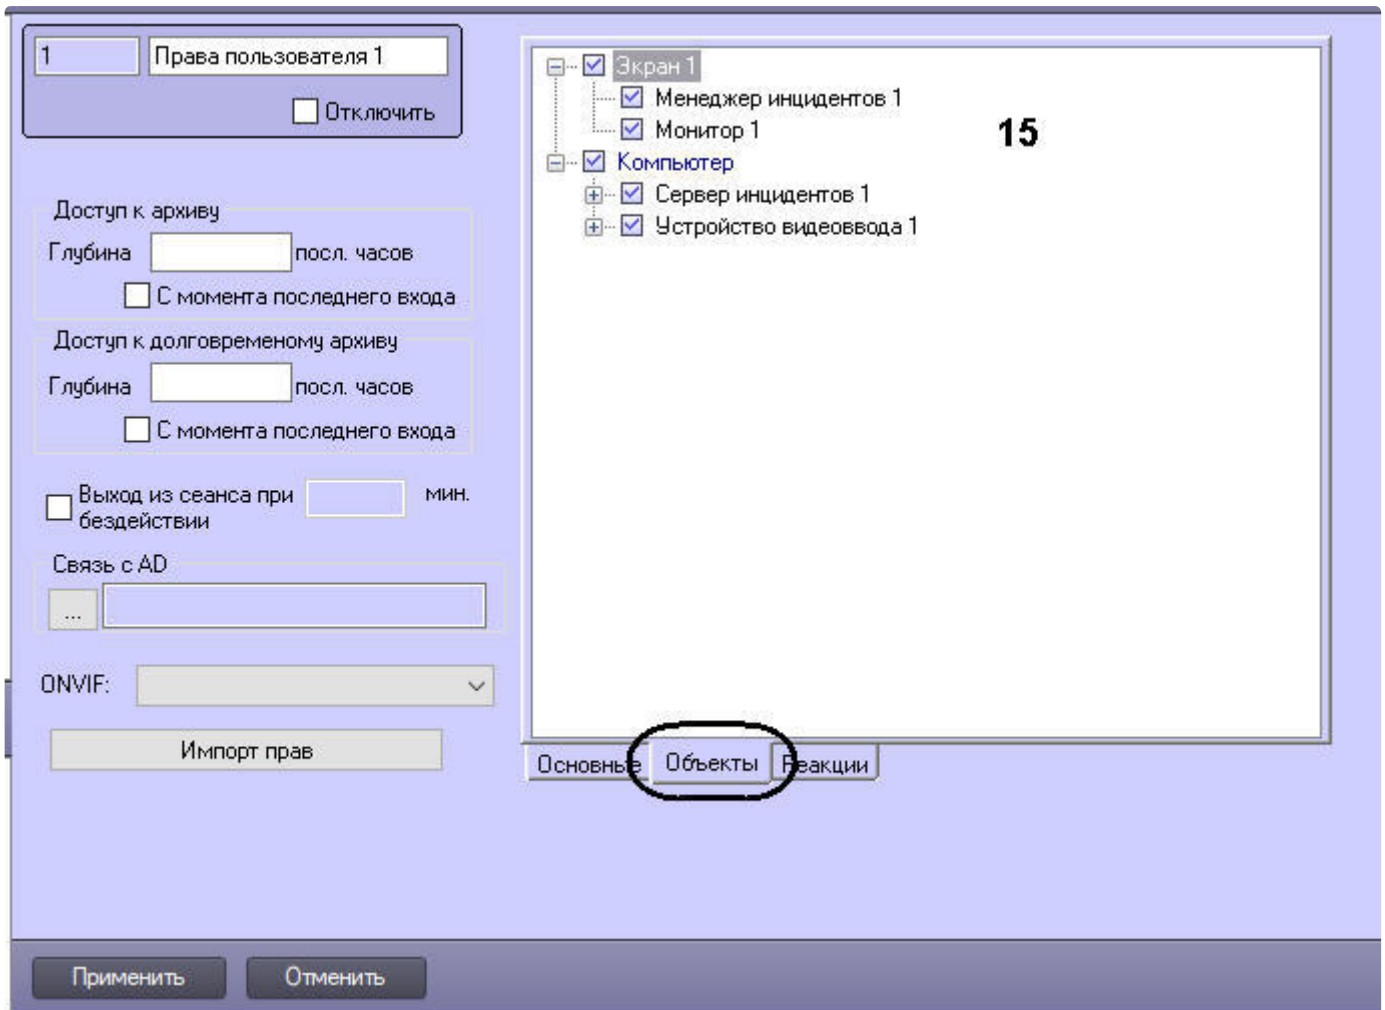 1
Права пользователя 1
Отключить
Доступ к архиву
Глубина
посл. часов
С момента последнего входа
Доступ к долговременому архиву
Глубина
посл. часов
С момента последнего входа
Выход из сеанса при
бездействии
мин.
Связь с AD
...
ONVIF:
Импорт прав
Экран 1
Менеджер инцидентов 1
Монитор 1
15
Компьютер
Сервер инцидентов 1
Устройство видеоввода 1
Основные
Объекты
Реакции
Применить
Отменить